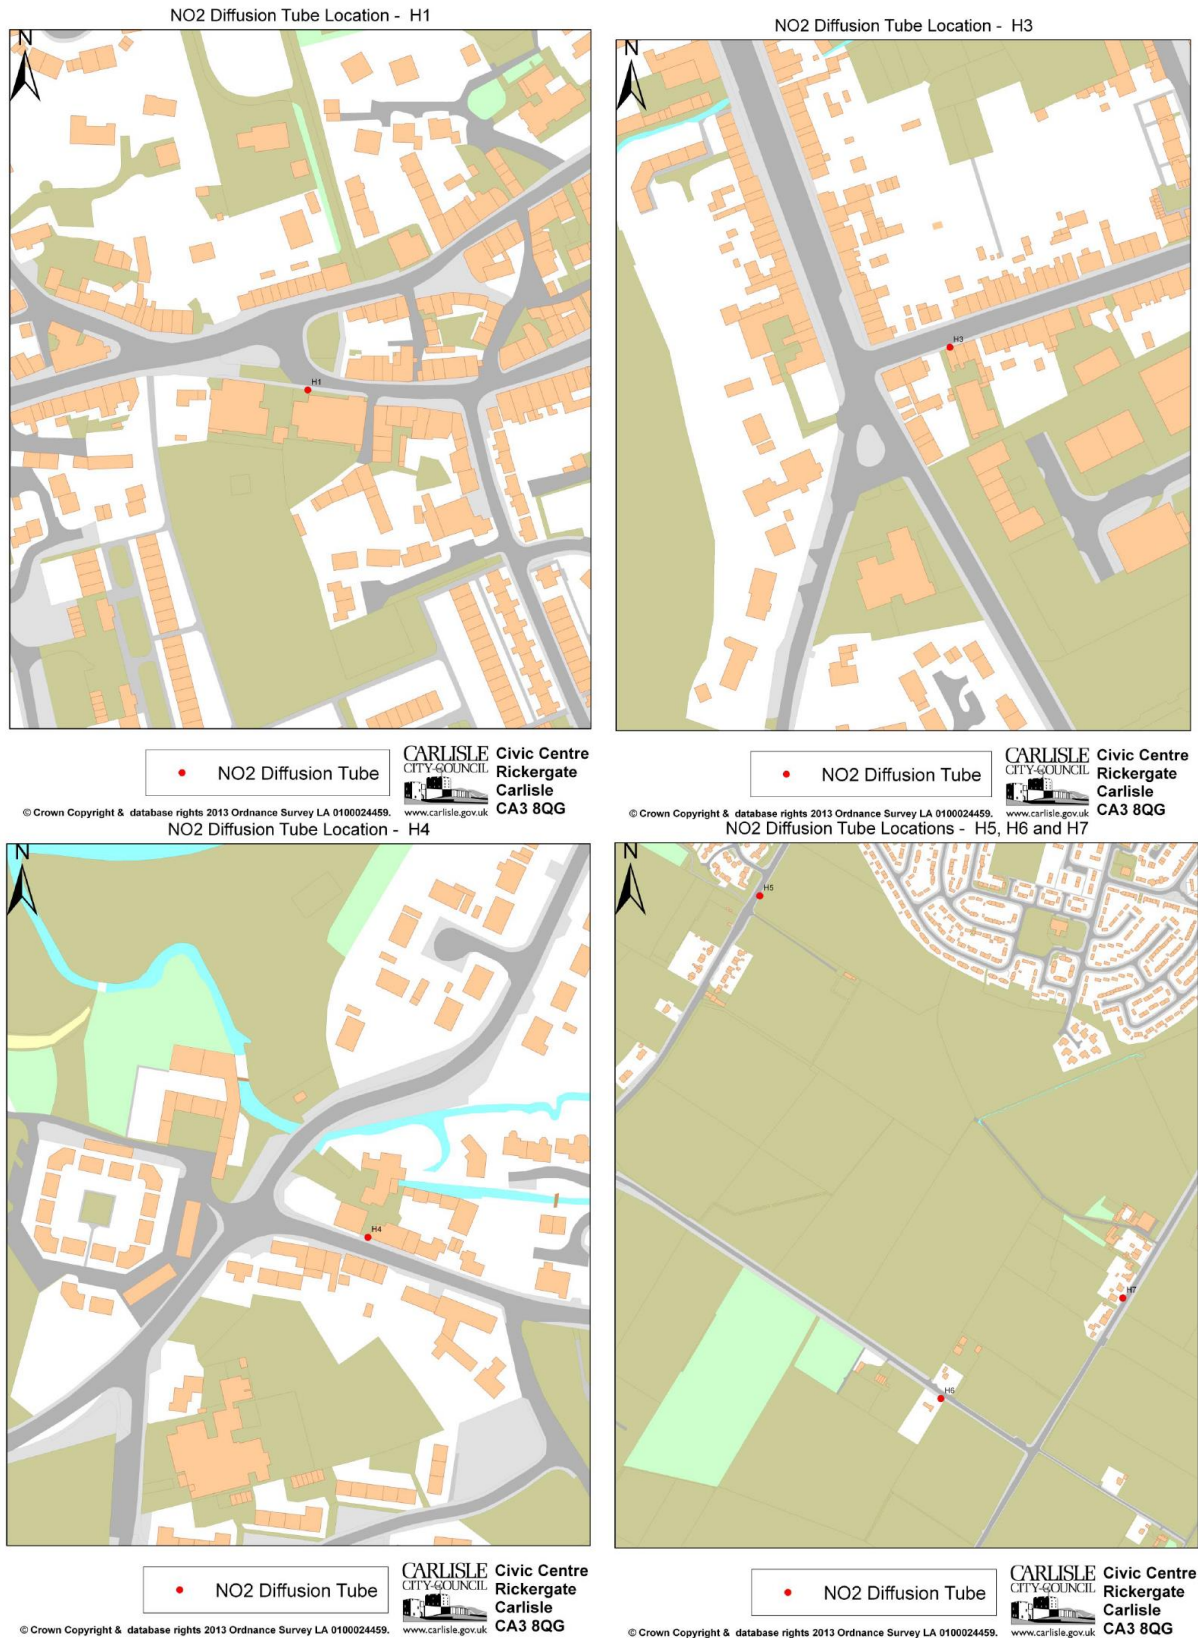 NO2 Diffusion Tube Location - H1
N
H1
NO2 Diffusion Tube
CARLISLE
CITY-COUNCIL
www.carlisle.gov.uk
Civic Centre
Rickergate
Carlisle
CA3 8QG
© Crown Copyright & database rights 2013 Ordnance Survey LA 0100024459.
NO2 Diffusion Tube Location - H3
N
H3
NO2 Diffusion Tube
CARLISLE
CITY-COUNCIL
www.carlisle.gov.uk
Civic Centre
Rickergate
Carlisle
CA3 8QG
© Crown Copyright & database rights 2013 Ordnance Survey LA 0100024459.
NO2 Diffusion Tube Location - H4
N
H4
NO2 Diffusion Tube
CARLISLE
CITY-COUNCIL
www.carlisle.gov.uk
Civic Centre
Rickergate
Carlisle
CA3 8QG
© Crown Copyright & database rights 2013 Ordnance Survey LA 0100024459.
NO2 Diffusion Tube Locations - H5, H6 and H7
N
H5
H7
H6
NO2 Diffusion Tube
CARLISLE
CITY-COUNCIL
www.carlisle.gov.uk
Civic Centre
Rickergate
Carlisle
CA3 8QG
© Crown Copyright & database rights 2013 Ordnance Survey LA 0100024459.